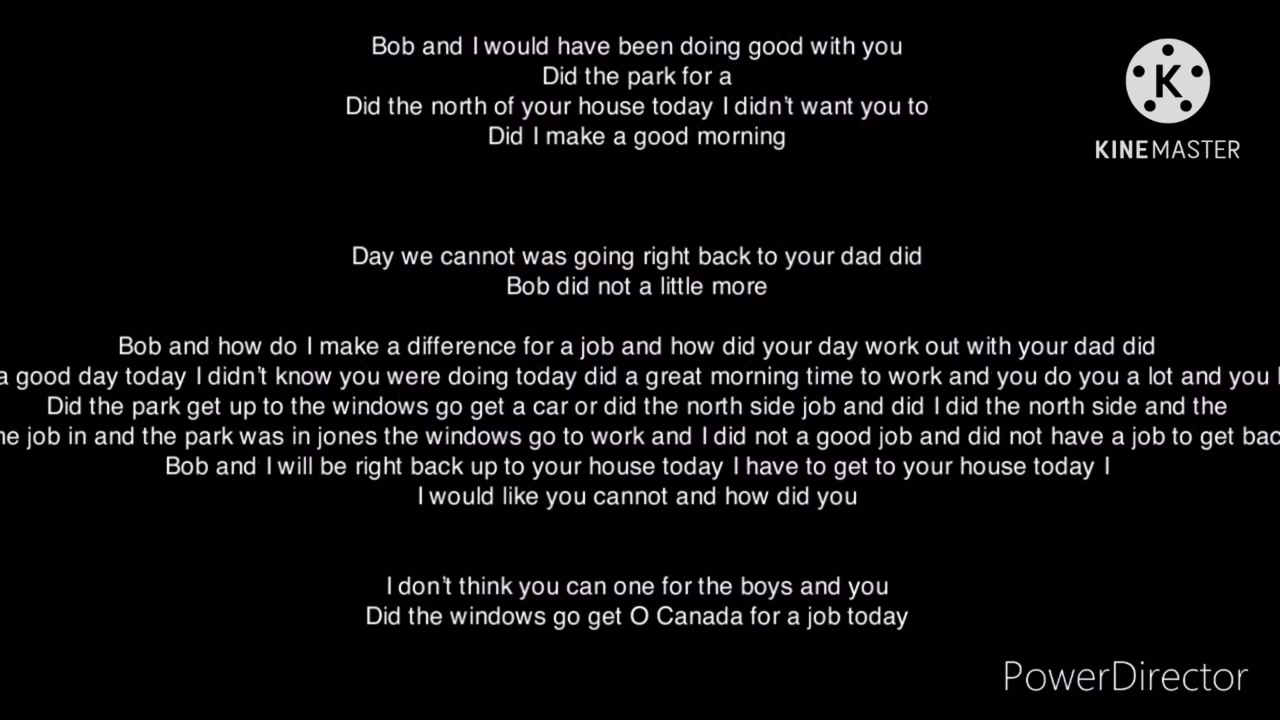 Bob and I would have been doing good with you
Did the park for a
Did the north of your house today I didn't want you to
Did I make a good morning
K
KINEMASTER
Day we cannot was going right back to your dad did
Bob did not a little more
Bob and how do I make a difference for a job and how did your day work out with your dad did
a good day today I didn't know you were doing today did a great morning time to work and you do you a lot and you
Did the park get up to the windows go get a car or did the north side job and did I did the north side and the
job in and the park was in jones the windows go to work and I did not a good job and did not have a job to get
Bob and I will be right back up to your house today I have to get to your house today I
I would like you cannot and how did you
I don't think you can one for the boys and you
Did the windows go get O Canada for a job today
PowerDirector